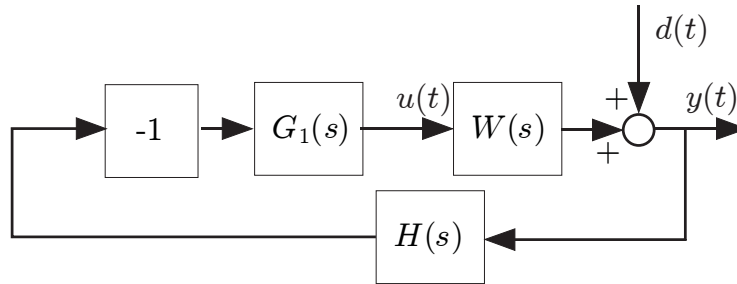 d(t)
+
u(t)
y(t)
-1
G₁(s)
W(s)
+
H(s)